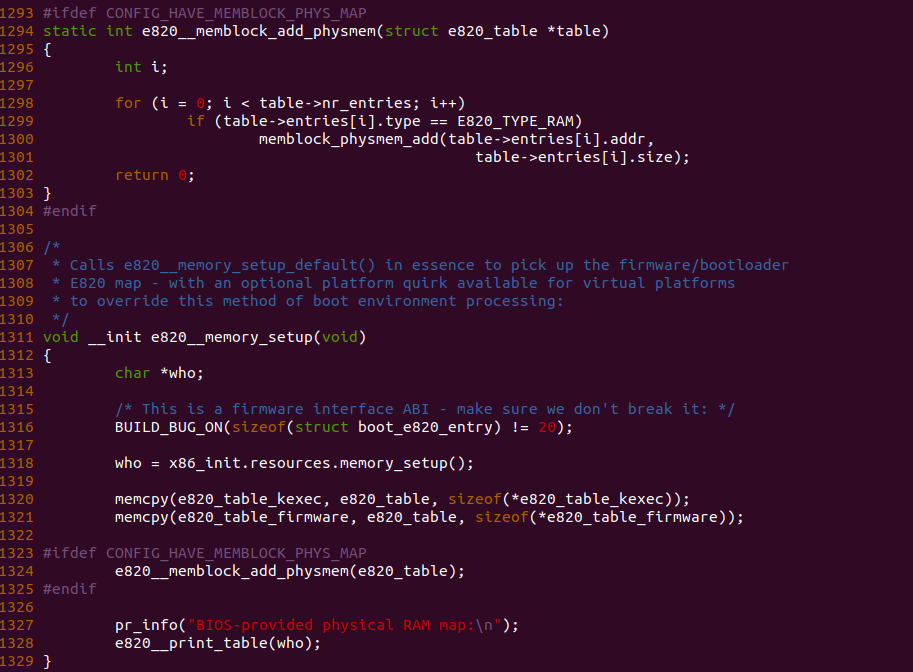 1293 #ifdef CONFIG_HAVE_MEMBLOCK_PHYS_MAP
1294 static int e820__memblock_add_physmem(struct e820_table *table)
1295 {
1296         int i;
1297
1298         for (i = 0; i < table->nr_entries; i++)
1299                 if (table->entries[i].type == E820_TYPE_RAM)
1300                         memblock_physmem_add(table->entries[i].addr,
1301                                                 table->entries[i].size);
1302         return 0;
1303 }
1304 #endif
1305
1306 /*
1307  * Calls e820__memory_setup_default() in essence to pick up the firmware/bootloader
1308  * E820 map - with an optional platform quirk available for virtual platforms
1309  * to override this method of boot environment processing:
1310  */
1311 void __init e820__memory_setup(void)
1312 {
1313         char *who;
1314
1315         /* This is a firmware interface ABI - make sure we don't break it: */
1316         BUILD_BUG_ON(sizeof(struct boot_e820_entry) != 20);
1317
1318         who = x86_init.resources.memory_setup();
1319
1320         memcpy(e820_table_kexec, e820_table, sizeof(*e820_table_kexec));
1321         memcpy(e820_table_firmware, e820_table, sizeof(*e820_table_firmware));
1322
1323 #ifdef CONFIG_HAVE_MEMBLOCK_PHYS_MAP
1324         e820__memblock_add_physmem(e820_table);
1325 #endif
1326
1327         pr_info("BIOS-provided physical RAM map:\n");
1328         e820__print_table(who);
1329 }